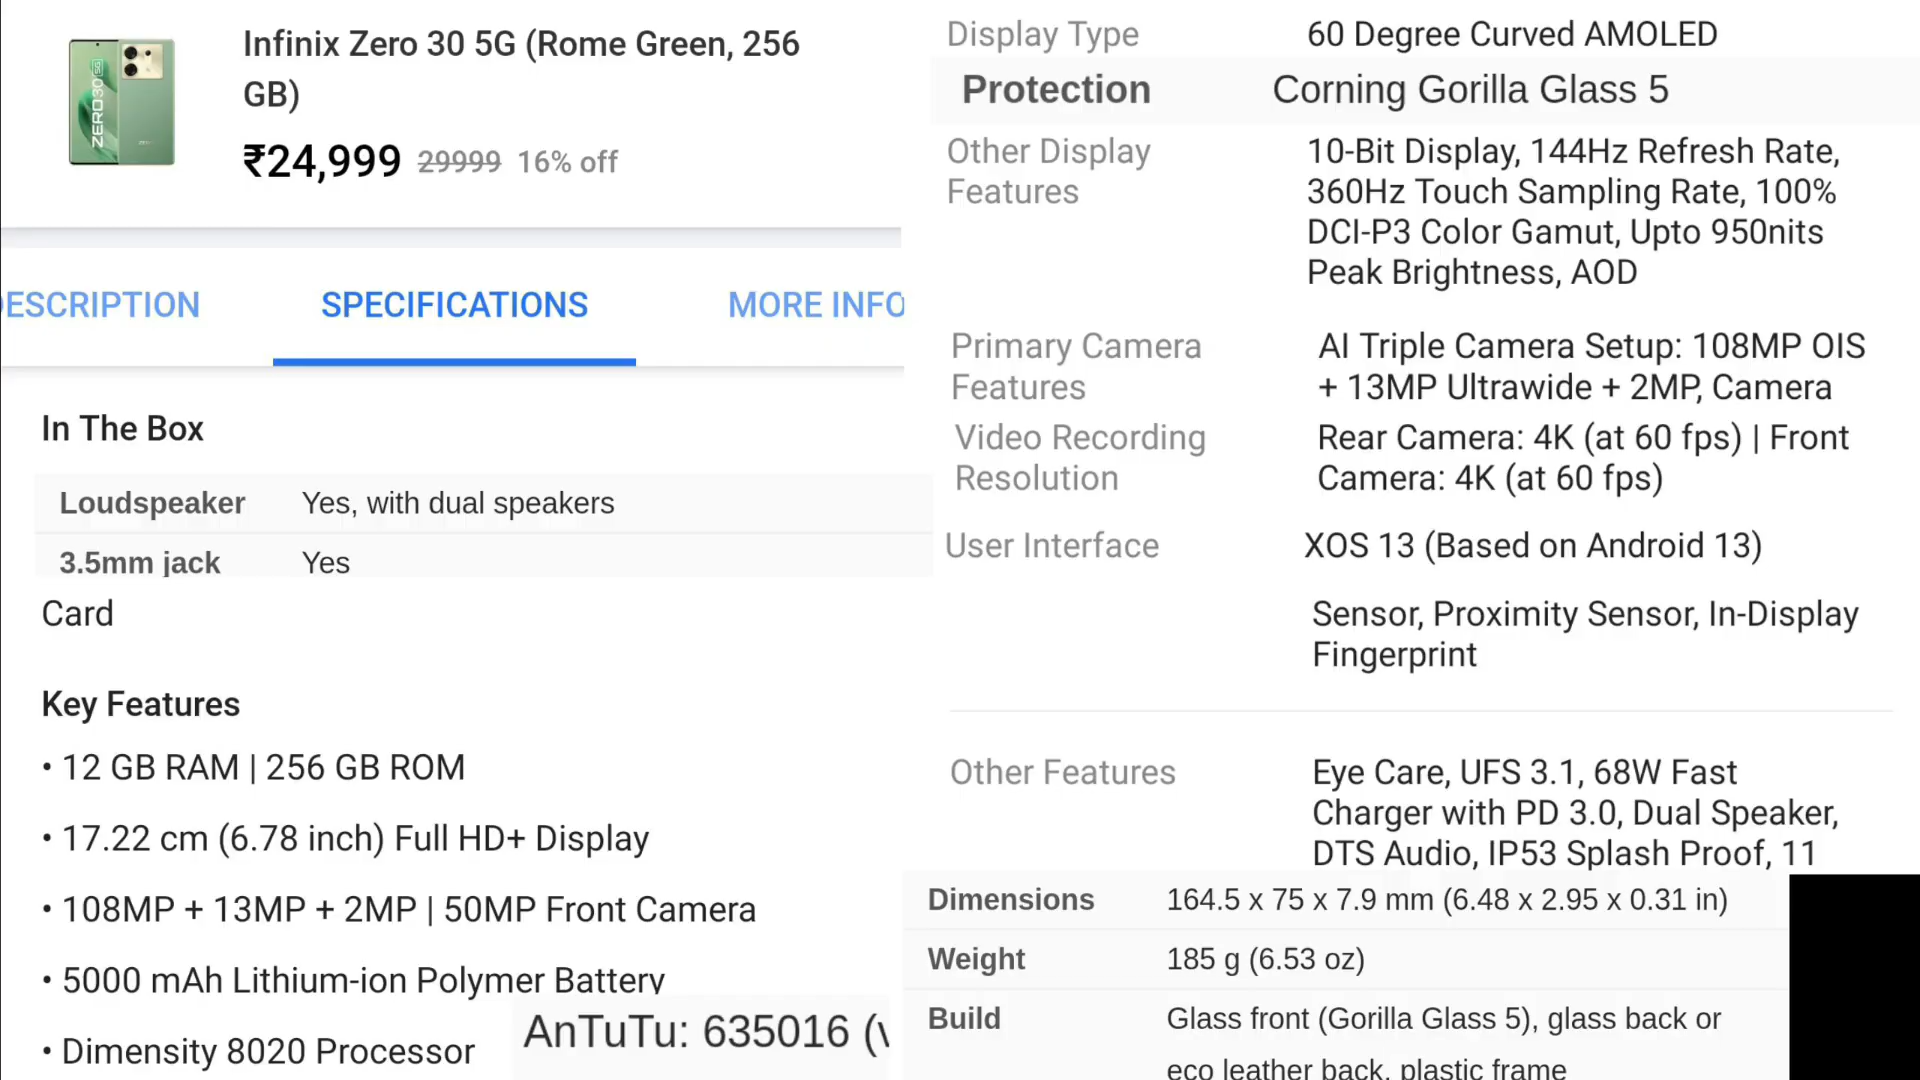 Infinix Zero 30 5G (Rome Green, 256
GB)
₹24,999 29999 16% off
ZERO30 5G
ESCRIPTION SPECIFICATIONS MORE INFO
In The Box
Loudspeaker Yes, with dual speakers
3.5mm jack Yes
Card
Key Features
• 12 GB RAM | 256 GB ROM
• 17.22 cm (6.78 inch) Full HD+ Display
• 108MP + 13MP + 2MP | 50MP Front Camera
• 5000 mAh Lithium-ion Polymer Battery
• Dimensity 8020 Processor
AnTuTu: 635016 (v
Display Type 60 Degree Curved AMOLED
Protection Corning Gorilla Glass 5
Other Display 10-Bit Display, 144Hz Refresh Rate,
Features 360Hz Touch Sampling Rate, 100%
DCI-P3 Color Gamut, Upto 950nits
Peak Brightness, AOD
Primary Camera AI Triple Camera Setup: 108MP OIS
Features + 13MP Ultrawide + 2MP, Camera
Video Recording Rear Camera: 4K (at 60 fps) | Front
Resolution Camera: 4K (at 60 fps)
User Interface XOS 13 (Based on Android 13)
Sensor, Proximity Sensor, In-Display
Fingerprint
Other Features Eye Care, UFS 3.1, 68W Fast
Charger with PD 3.0, Dual Speaker,
DTS Audio, IP53 Splash Proof, 11
Dimensions 164.5 x 75 x 7.9 mm (6.48 x 2.95 x 0.31 in)
Weight 185 g (6.53 oz)
Build Glass front (Gorilla Glass 5), glass back or
eco leather back, plastic frame